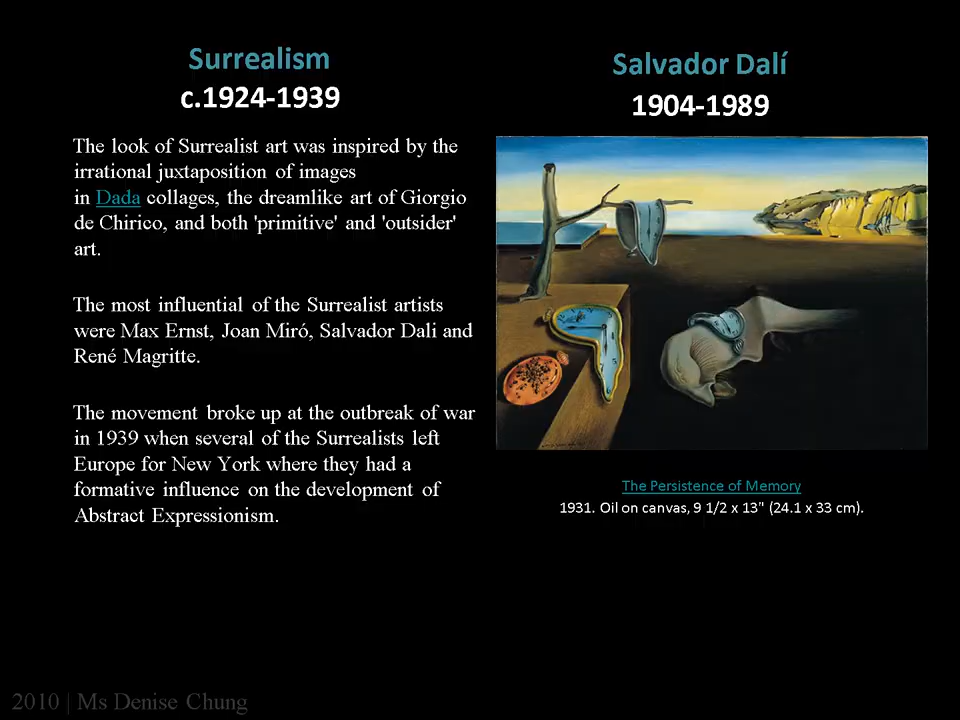 Surrealism
c.1924-1939
The look of Surrealist art was inspired by the
irrational juxtaposition of images
in Dada collages, the dreamlike art of Giorgio
de Chirico, and both 'primitive' and 'outsider'
art.
The most influential of the Surrealist artists
were Max Ernst, Joan Miró, Salvador Dali and
René Magritte.
The movement broke up at the outbreak of war
in 1939 when several of the Surrealists left
Europe for New York where they had a
formative influence on the development of
Abstract Expressionism.
Salvador Dalí
1904-1989
The Persistence of Memory
1931. Oil on canvas, 9 1/2 x 13" (24.1 x 33 cm).
2010 | Ms Denise Chung